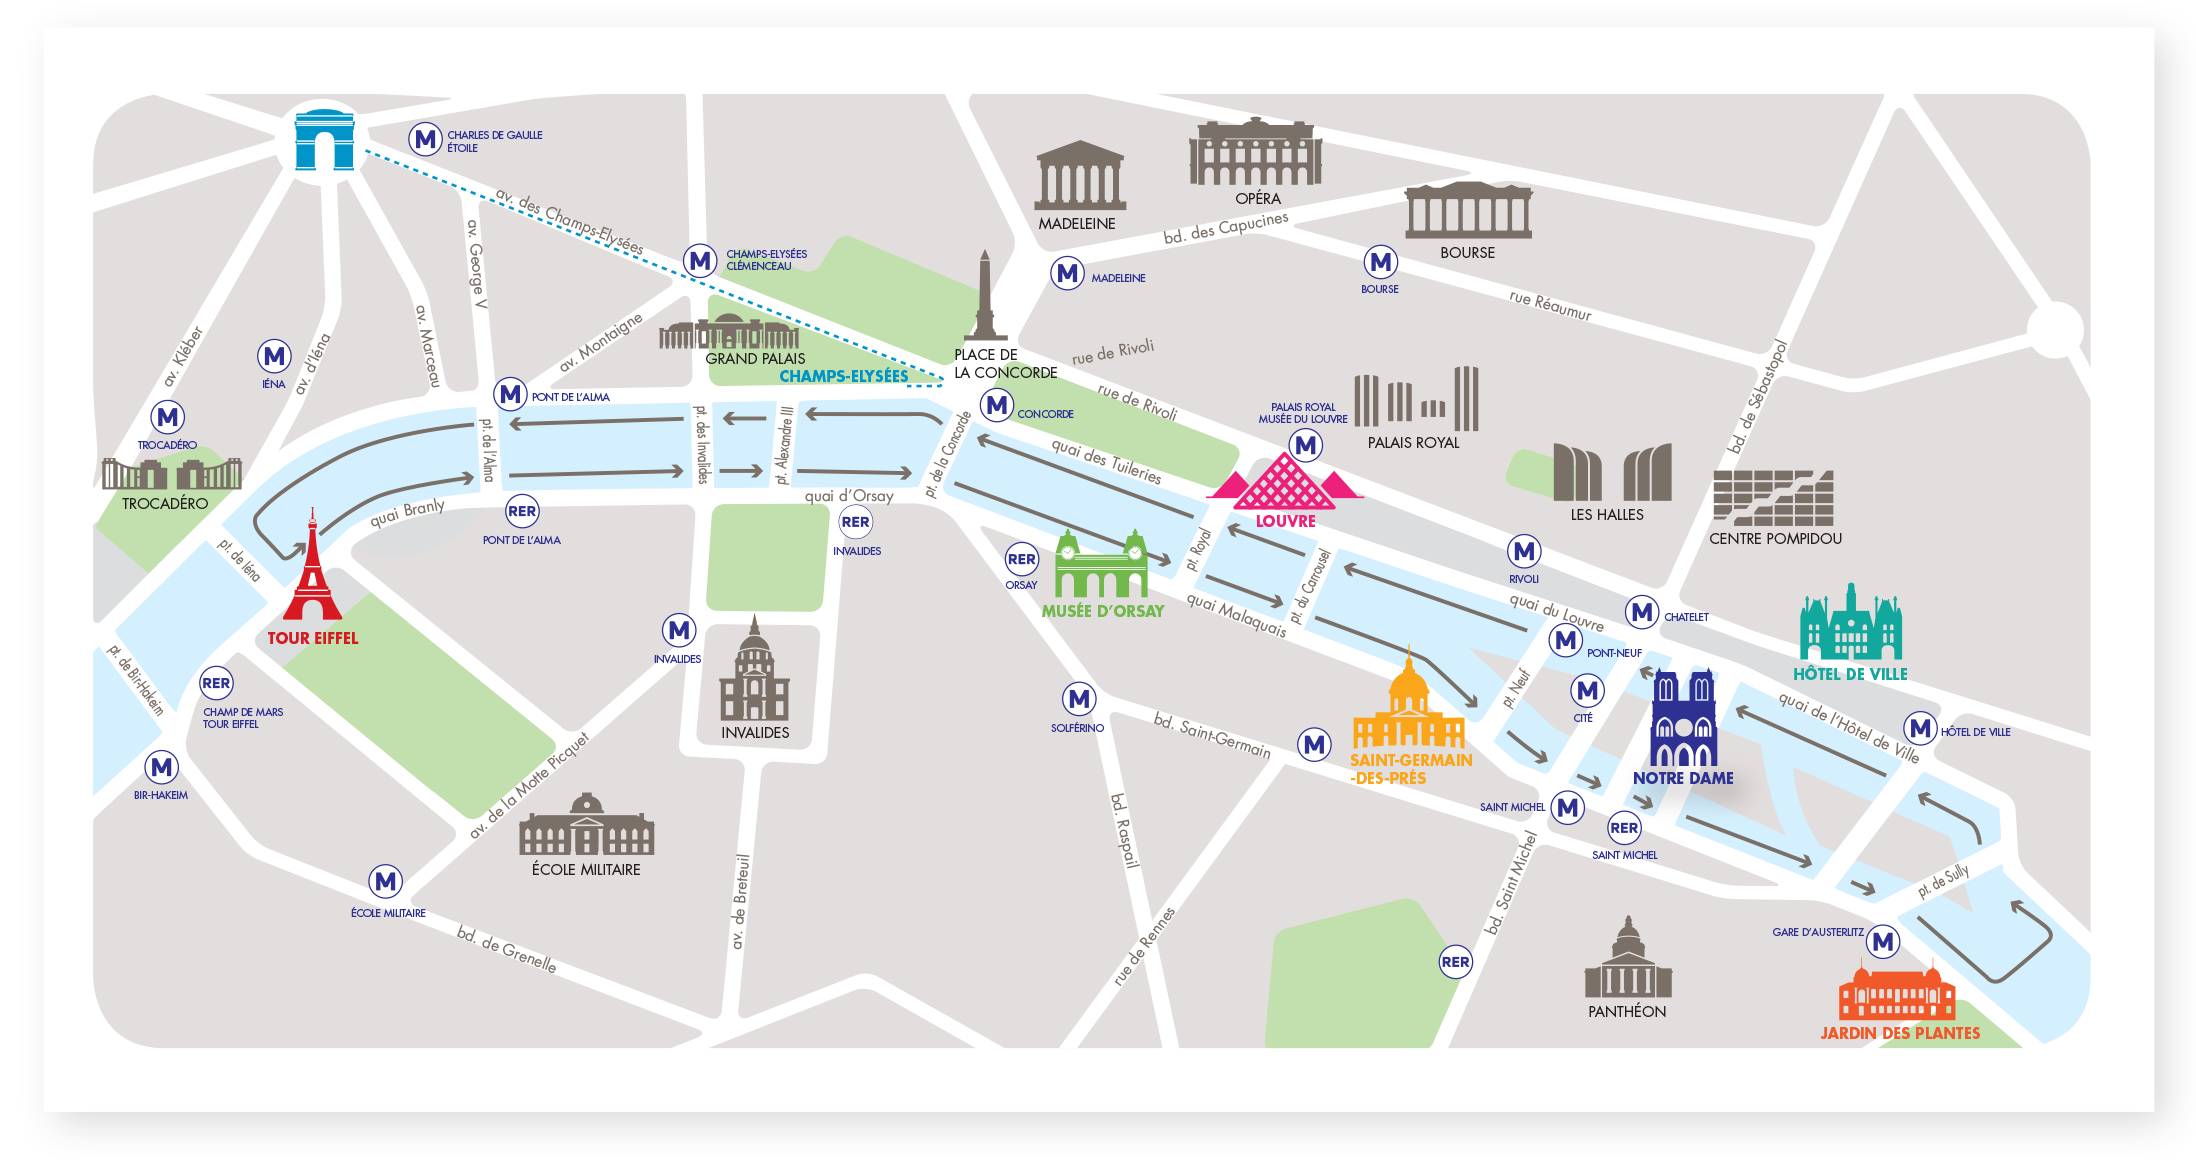 M
CHARLES DE GAULLE
ÉTOILE
av. des Champs-Elysées
av. George V
av. Marceau
av. Kléber
av. d'Iéna
M
IÉNA
M
TROCADÉRO
TROCADÉRO
M
CHAMPS-ELYSÉES
CLÉMENCEAU
av. Montaigne
GRAND PALAIS
CHAMPS-ELYSÉES
PLACE DE
LA CONCORDE
MADELEINE
OPÉRA
bd. des Capucines
BOURSE
M
MADELEINE
M
BOURSE
rue Réaumur
rue de Rivoli
rue de Rivoli
M
CONCORDE
M
PONT DE L'ALMA
pt. de l'Alma
pt. des Invalides
pt. Alexandre III
pt. de la Concorde
quai des Tuileries
PALAIS ROYAL
MUSÉE DU LOUVRE
M
PALAIS ROYAL
LOUVRE
LES HALLES
bd. de Sébastopol
CENTRE POMPIDOU
quai Branly
quai d'Orsay
RER
PONT DE L'ALMA
RER
INVALIDES
pt. de Iéna
TOUR EIFFEL
pt. de Bir-Hakeim
RER
CHAMP DE MARS
TOUR EIFFEL
M
BIR-HAKEIM
M
INVALIDES
INVALIDES
RER
ORSAY
MUSÉE D'ORSAY
pt. Royal
pt. du Carrousel
quai Malaquais
M
RIVOLI
quai du Louvre
M
CHATELET
M
PONT-NEUF
pt. Neuf
M
CITÉ
HÔTEL DE VILLE
quai de l'Hôtel de Ville
M
HÔTEL DE VILLE
NOTRE DAME
M
SOLFÉRINO
bd. Saint-Germain
M
SAINT-GERMAIN
-DES-PRÉS
SAINT MICHEL
M
RER
SAINT MICHEL
av. de la Motte Picquet
ÉCOLE MILITAIRE
M
ÉCOLE MILITAIRE
bd. de Grenelle
av. de Breteuil
bd. Raspail
rue de Rennes
bd. Saint Michel
RER
PANTHÉON
pt. de Sully
GARE D'AUSTERLITZ
M
JARDIN DES PLANTES